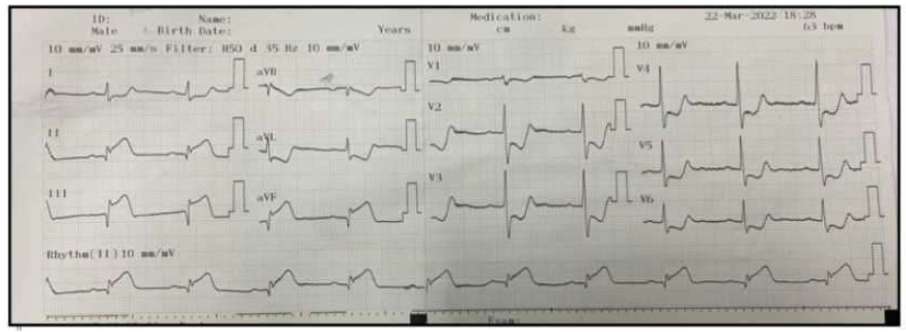 ID: Name: Medication: 22-Mar-2022 18:28
Male Birth Date: Years cm kg mmHg 63 bpm
10 mm/mV 25 mm/s Filter: H50 d 35 Hz 10 mm/mV 10 mm/mV 10 mm/mV
I aVR V1 V4
II aVL V2 V5
III aVF V3 V6
Rhythm(II)10 mm/mV